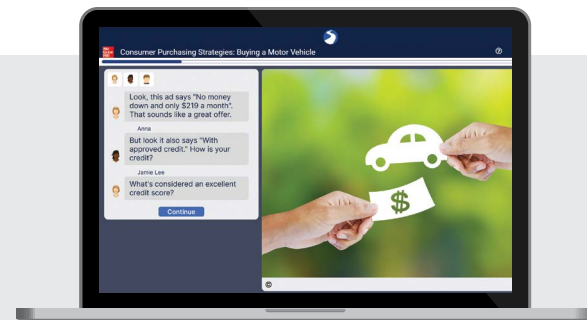 Consumer Purchasing Strategies: Buying a Motor Vehicle
Look, this ad says "No money
down and only $219 a month".
That sounds like a great offer.
Anna
But look it also says "With
approved credit." How is your
credit?
Jamie Lee
What's considered an excellent
credit score?
Continue
$
©